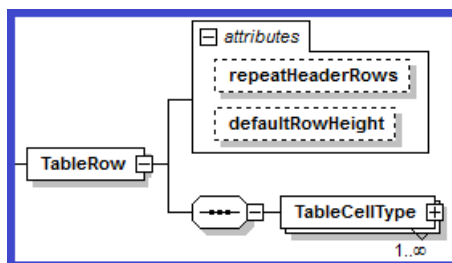 attributes
repeatHeaderRows
defaultRowHeight
TableRow
TableCellType
1..∞